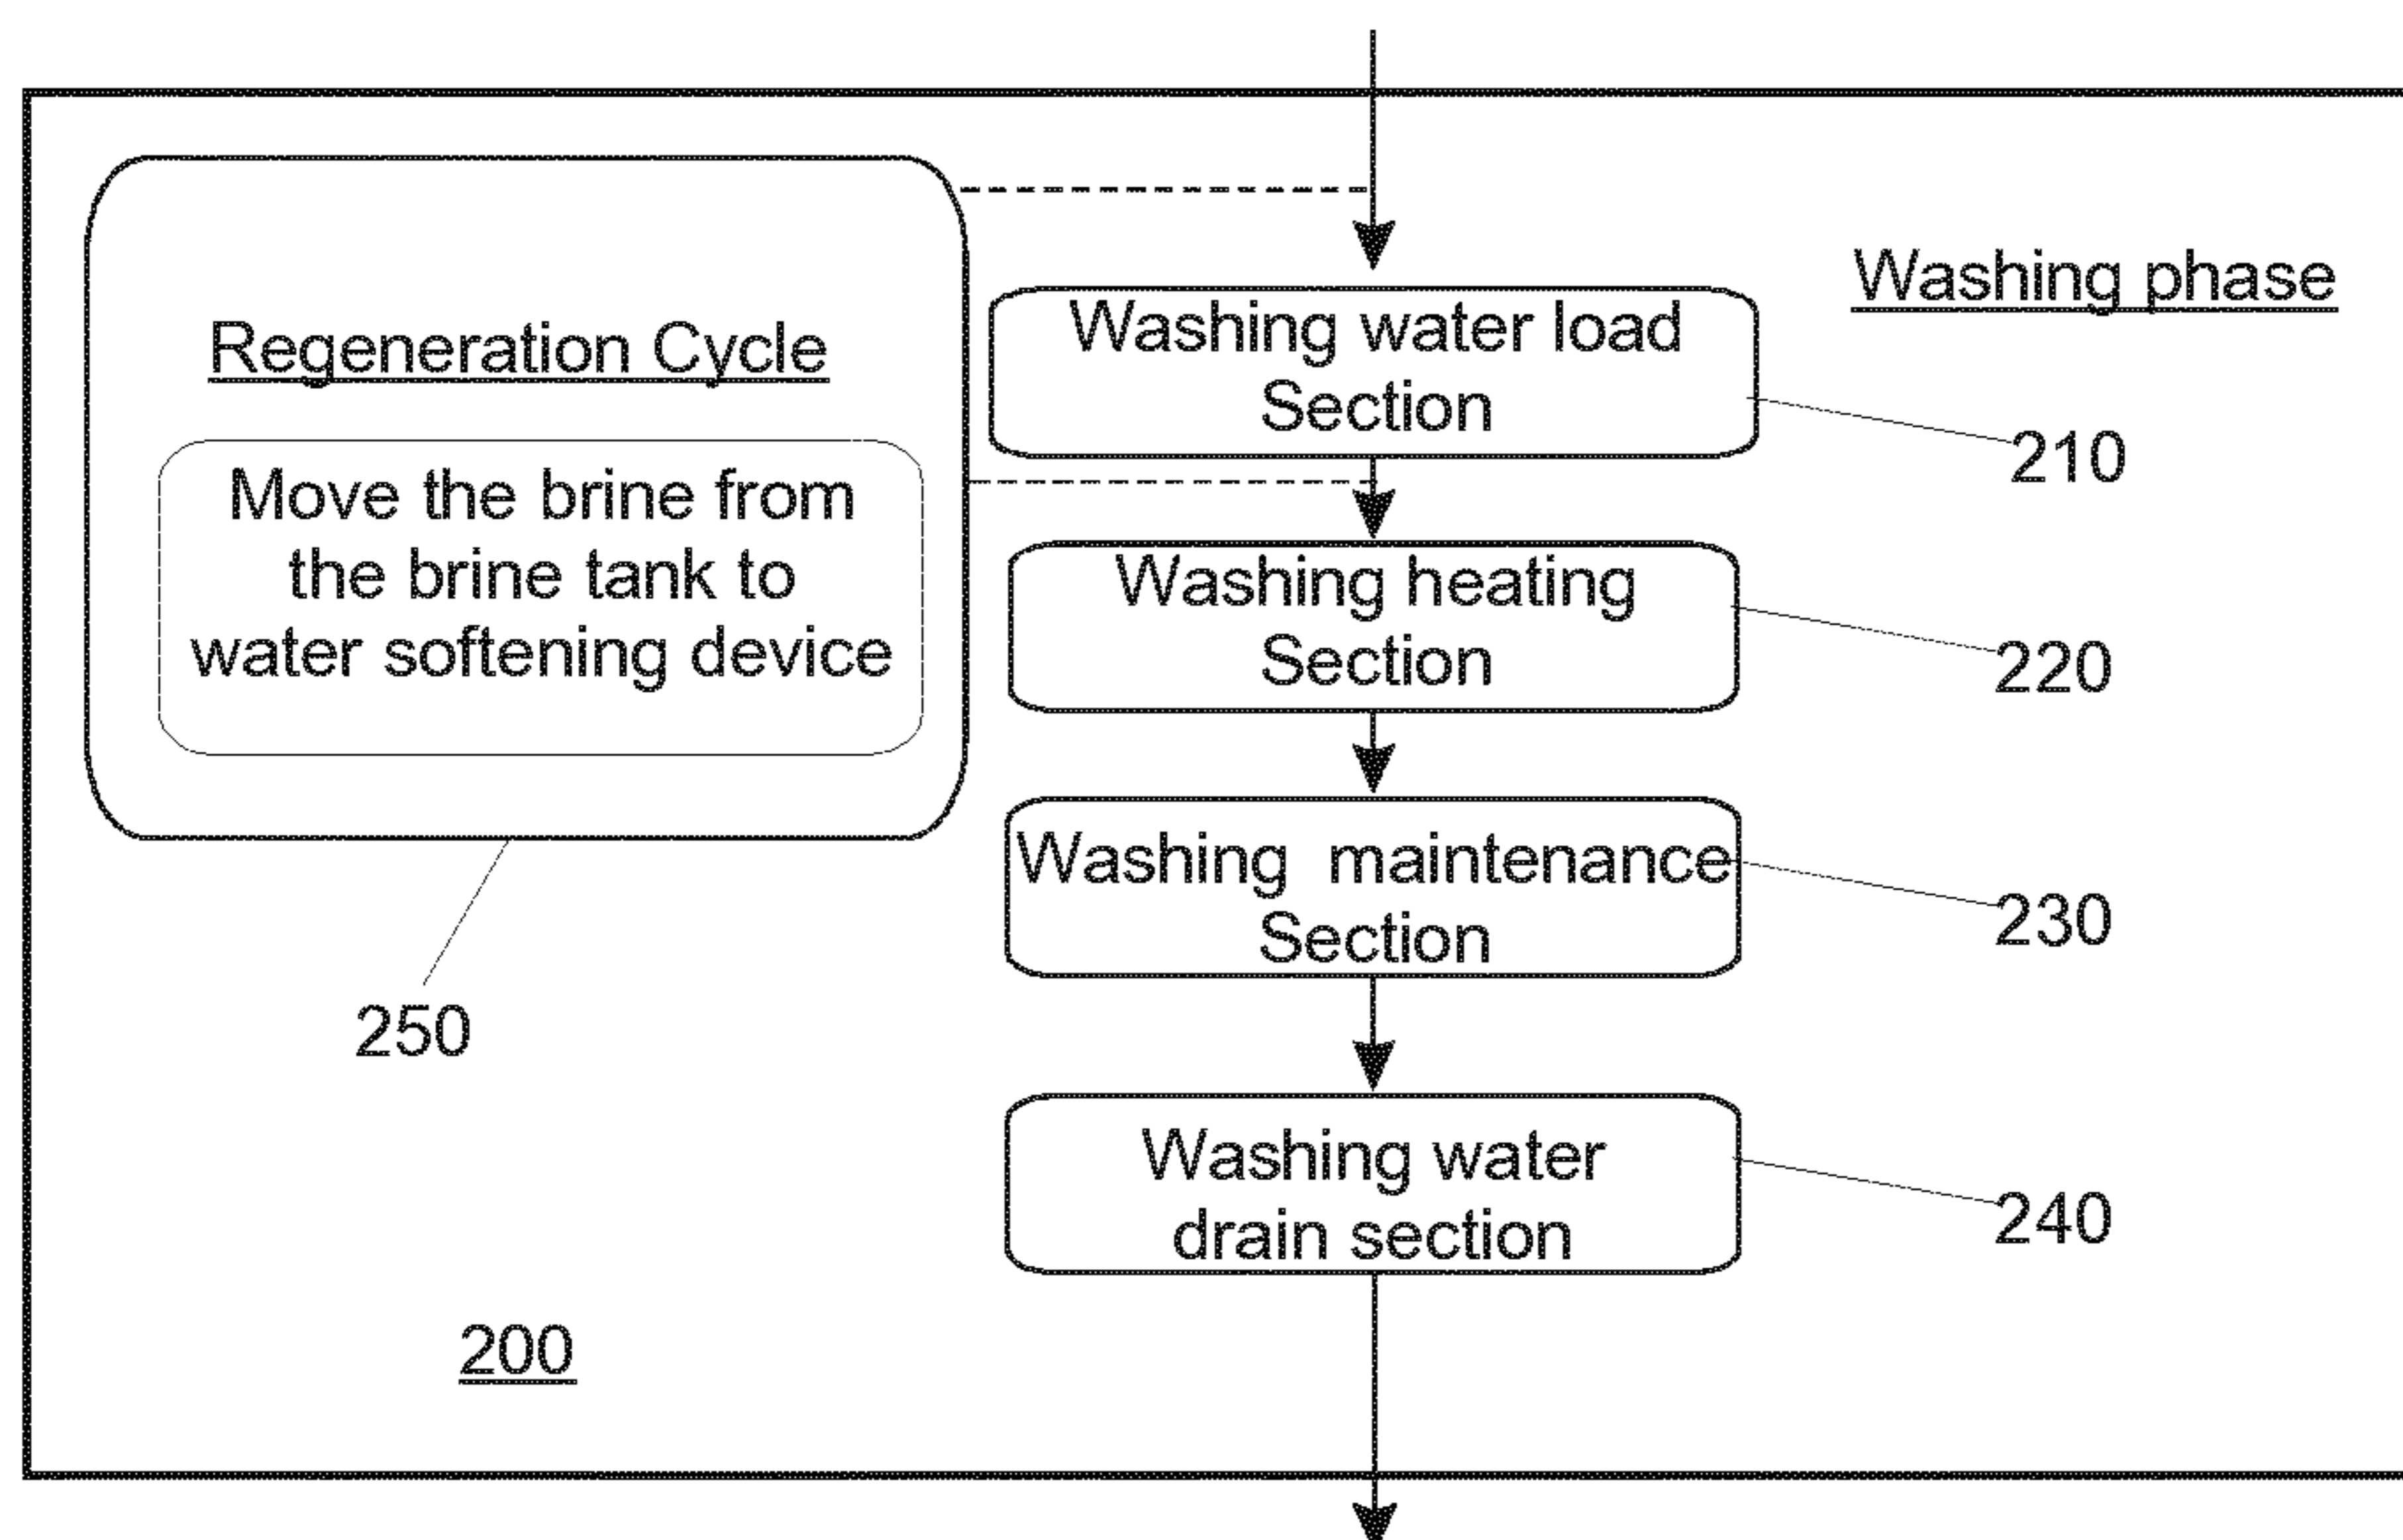 Washing phase
Regeneration Cycle
Move the brine from
the brine tank to
water softening device
250
Washing water load
Section
210
Washing heating
Section
220
Washing maintenance
Section
230
Washing water
drain section
240
200